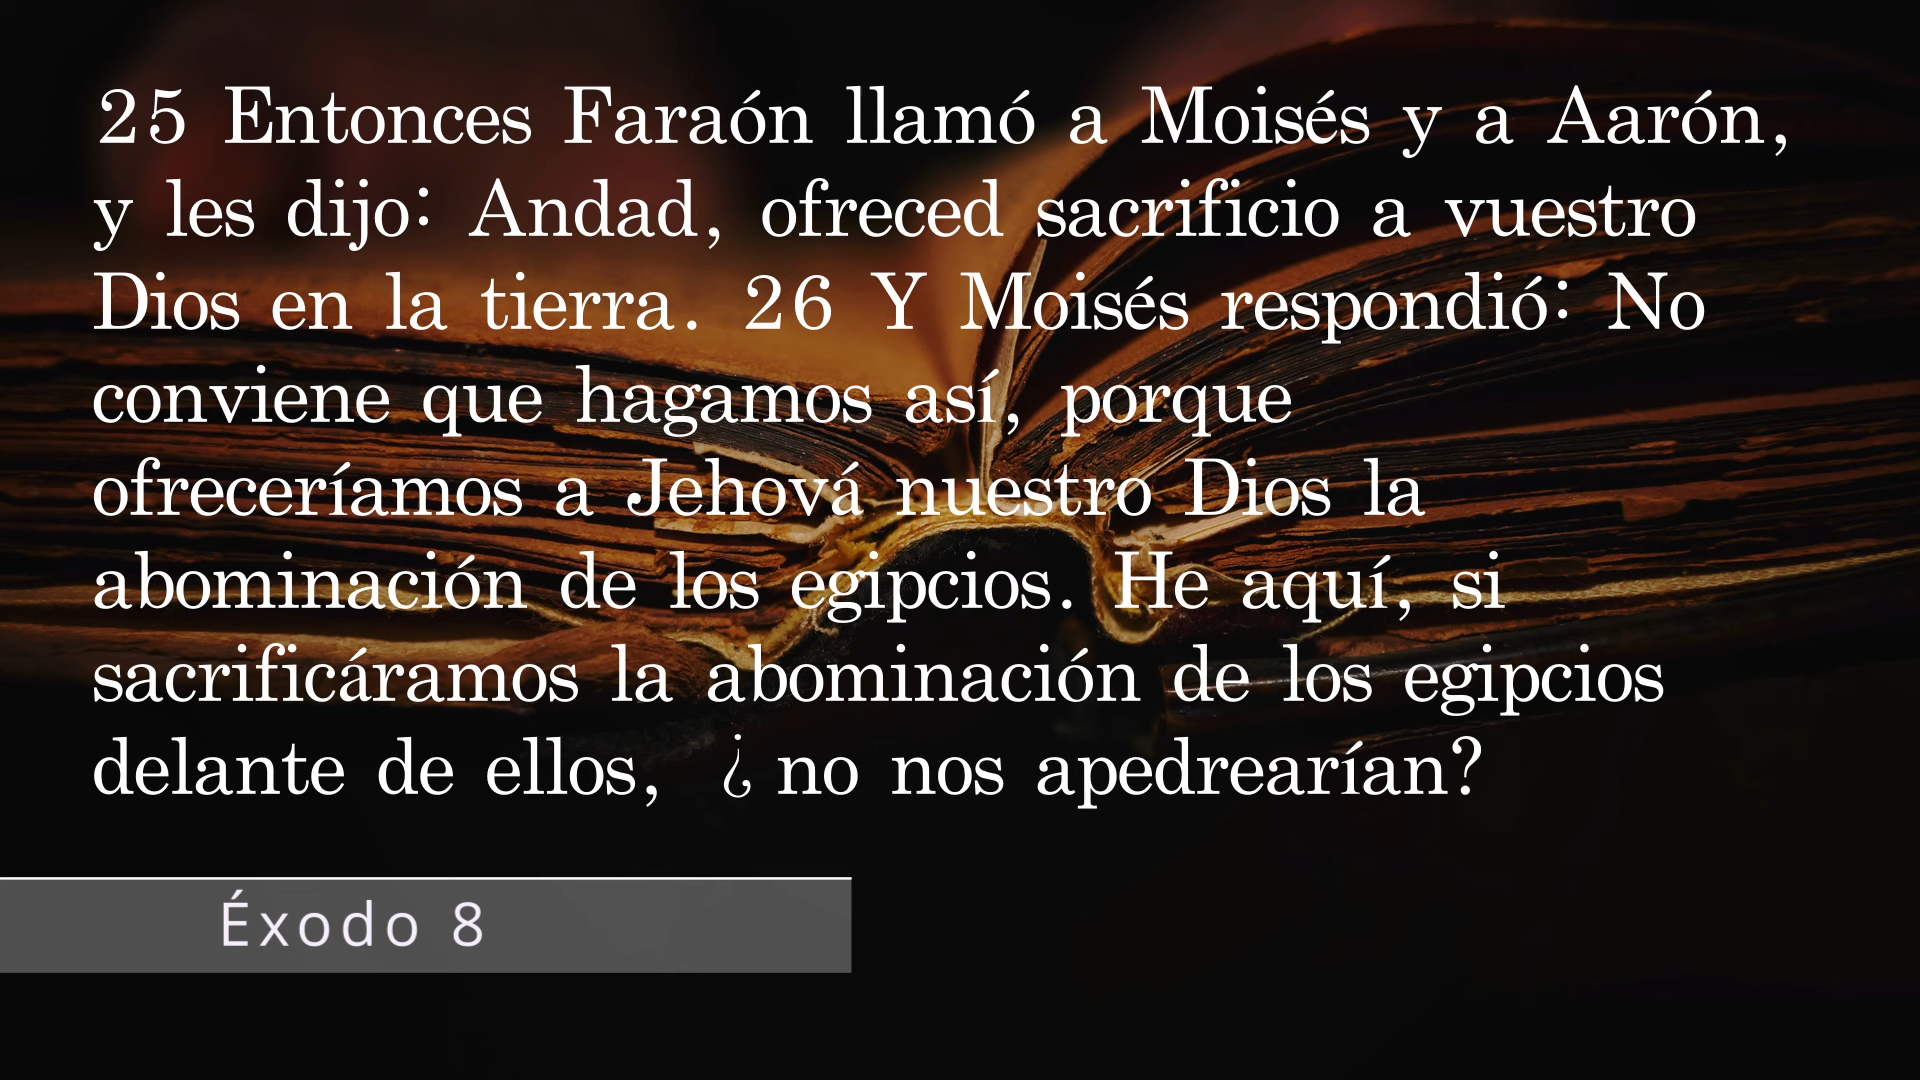 25 Entonces Faraón llamó a Moisés y a Aarón,
y les dijo: Andad, ofreced sacrificio a vuestro
Dios en la tierra. 26 Y Moisés respondió: No
conviene que hagamos así, porque
ofreceríamos a Jehová nuestro Dios la
abominación de los egipcios. He aquí, si
sacrificáramos la abominación de los egipcios
delante de ellos, ¿ no nos apedrearían?
Éxodo 8